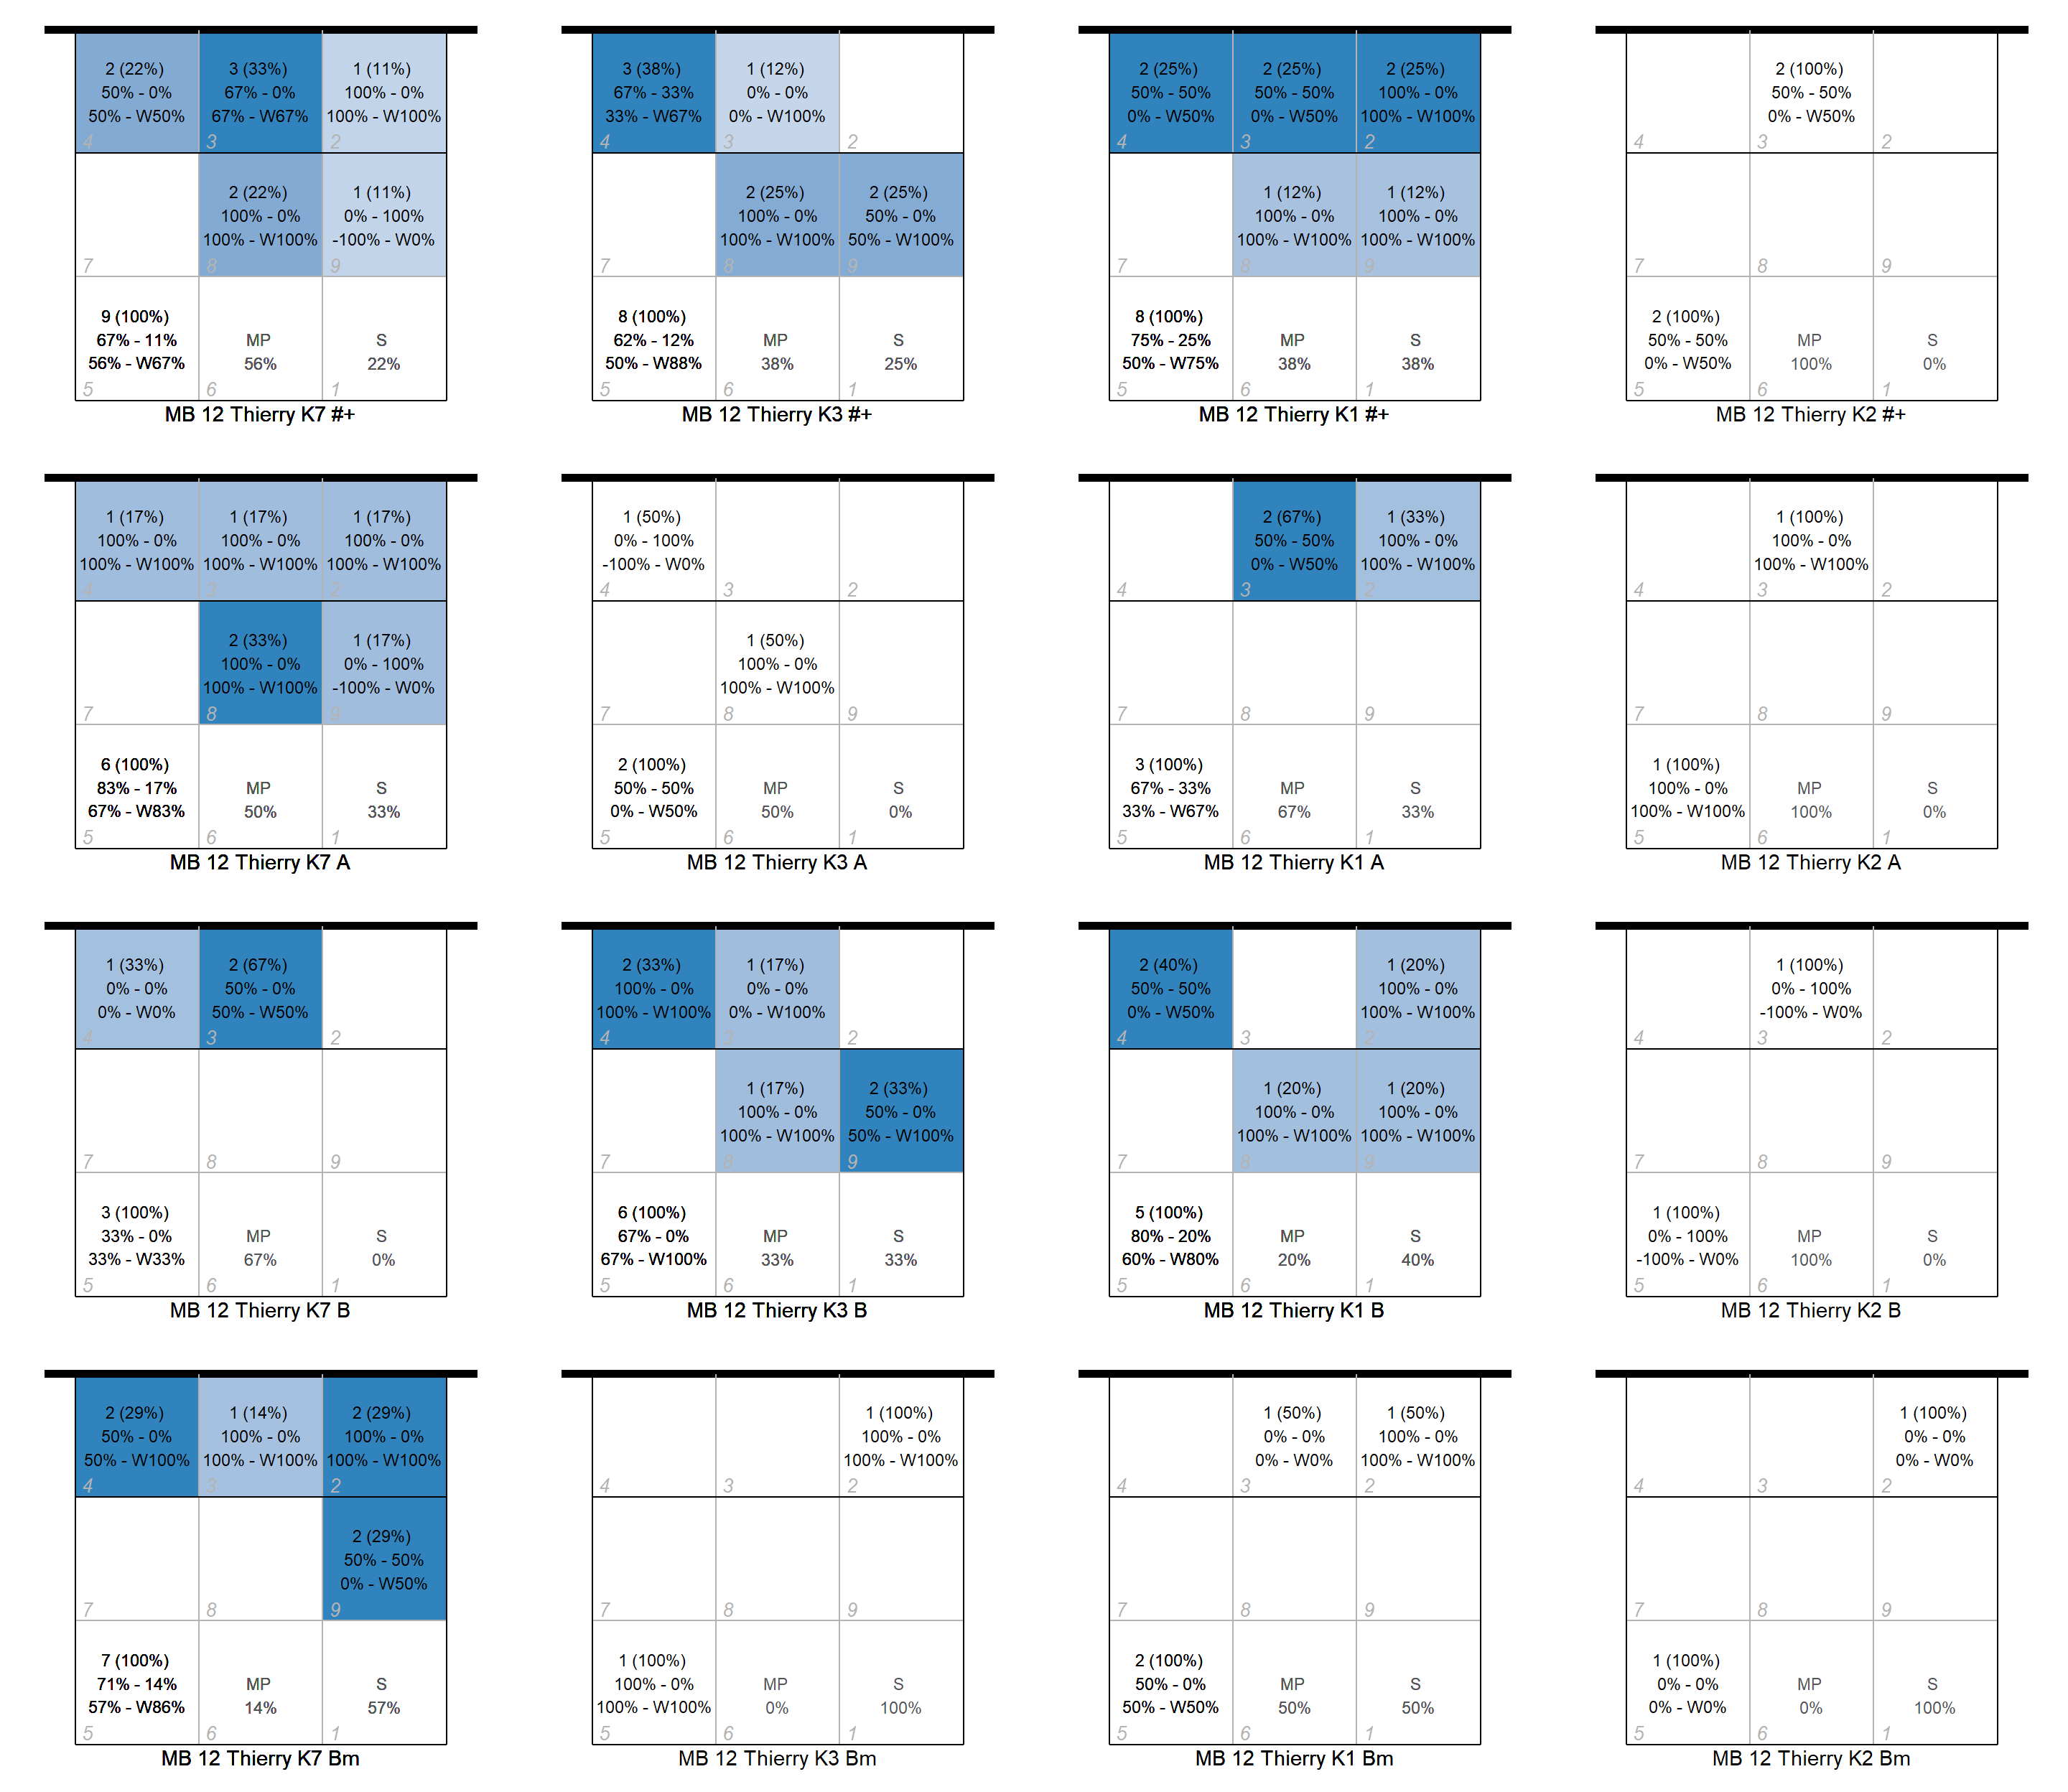 2 (22%)
50% - 0%
50% - W50%
4
3 (33%)
67% - 0%
67% - W67%
3
1 (11%)
100% - 0%
100% - W100%
2
7
2 (22%)
100% - 0%
100% - W100%
8
1 (11%)
0% - 100%
-100% - W0%
9
9 (100%)
67% - 11%
56% - W67%
5
MP
56%
6
S
22%
1
MB 12 Thierry K7 #+
3 (38%)
67% - 33%
33% - W67%
4
1 (12%)
0% - 0%
0% - W100%
3
2
7
2 (25%)
100% - 0%
100% - W100%
8
2 (25%)
50% - 0%
50% - W100%
9
8 (100%)
62% - 12%
50% - W88%
5
MP
38%
6
S
25%
1
MB 12 Thierry K3 #+
2 (25%)
50% - 50%
0% - W50%
4
2 (25%)
50% - 50%
0% - W50%
3
2 (25%)
100% - 0%
100% - W100%
2
7
1 (12%)
100% - 0%
100% - W100%
8
1 (12%)
100% - 0%
100% - W100%
9
8 (100%)
75% - 25%
50% - W75%
5
MP
38%
6
S
38%
1
MB 12 Thierry K1 #+
4
2 (100%)
50% - 50%
0% - W50%
3
2
7
8
9
2 (100%)
50% - 50%
0% - W50%
5
MP
100%
6
S
0%
1
MB 12 Thierry K2 #+
1 (17%)
100% - 0%
100% - W100%
4
1 (17%)
100% - 0%
100% - W100%
3
1 (17%)
100% - 0%
100% - W100%
2
7
2 (33%)
100% - 0%
100% - W100%
8
1 (17%)
0% - 100%
-100% - W0%
9
6 (100%)
83% - 17%
67% - W83%
5
MP
50%
6
S
33%
1
MB 12 Thierry K7 A
1 (50%)
0% - 100%
-100% - W0%
4
3
2
7
1 (50%)
100% - 0%
100% - W100%
8
9
2 (100%)
50% - 50%
0% - W50%
5
MP
50%
6
S
0%
1
MB 12 Thierry K3 A
4
2 (67%)
50% - 50%
0% - W50%
3
1 (33%)
100% - 0%
100% - W100%
2
7
8
9
3 (100%)
67% - 33%
33% - W67%
5
MP
67%
6
S
33%
1
MB 12 Thierry K1 A
4
1 (100%)
100% - 0%
100% - W100%
3
2
7
8
9
1 (100%)
100% - 0%
100% - W100%
5
MP
100%
6
S
0%
1
MB 12 Thierry K2 A
1 (33%)
0% - 0%
0% - W0%
4
2 (67%)
50% - 0%
50% - W50%
3
2
7
8
9
3 (100%)
33% - 0%
33% - W33%
5
MP
67%
6
S
0%
1
MB 12 Thierry K7 B
2 (33%)
100% - 0%
100% - W100%
4
1 (17%)
0% - 0%
0% - W100%
3
2
7
1 (17%)
100% - 0%
100% - W100%
8
2 (33%)
50% - 0%
50% - W100%
9
6 (100%)
67% - 0%
67% - W100%
5
MP
33%
6
S
33%
1
MB 12 Thierry K3 B
2 (40%)
50% - 50%
0% - W50%
4
3
1 (20%)
100% - 0%
100% - W100%
2
7
1 (20%)
100% - 0%
100% - W100%
8
1 (20%)
100% - 0%
100% - W100%
9
5 (100%)
80% - 20%
60% - W80%
5
MP
20%
6
S
40%
1
MB 12 Thierry K1 B
4
1 (100%)
0% - 100%
-100% - W0%
3
2
7
8
9
1 (100%)
0% - 100%
-100% - W0%
5
MP
100%
6
S
0%
1
MB 12 Thierry K2 B
2 (29%)
50% - 0%
50% - W100%
4
1 (14%)
100% - 0%
100% - W100%
3
2 (29%)
100% - 0%
100% - W100%
2
7
8
2 (29%)
50% - 50%
0% - W50%
9
7 (100%)
71% - 14%
57% - W86%
5
MP
14%
6
S
57%
1
MB 12 Thierry K7 Bm
4
3
1 (100%)
100% - 0%
100% - W100%
2
7
8
9
1 (100%)
100% - 0%
100% - W100%
5
MP
0%
6
S
100%
1
MB 12 Thierry K3 Bm
4
1 (50%)
0% - 0%
0% - W0%
3
1 (50%)
100% - 0%
100% - W100%
2
7
8
9
2 (100%)
50% - 0%
50% - W50%
5
MP
50%
6
S
50%
1
MB 12 Thierry K1 Bm
4
3
1 (100%)
0% - 0%
0% - W0%
2
7
8
9
1 (100%)
0% - 0%
0% - W0%
5
MP
0%
6
S
100%
1
MB 12 Thierry K2 Bm